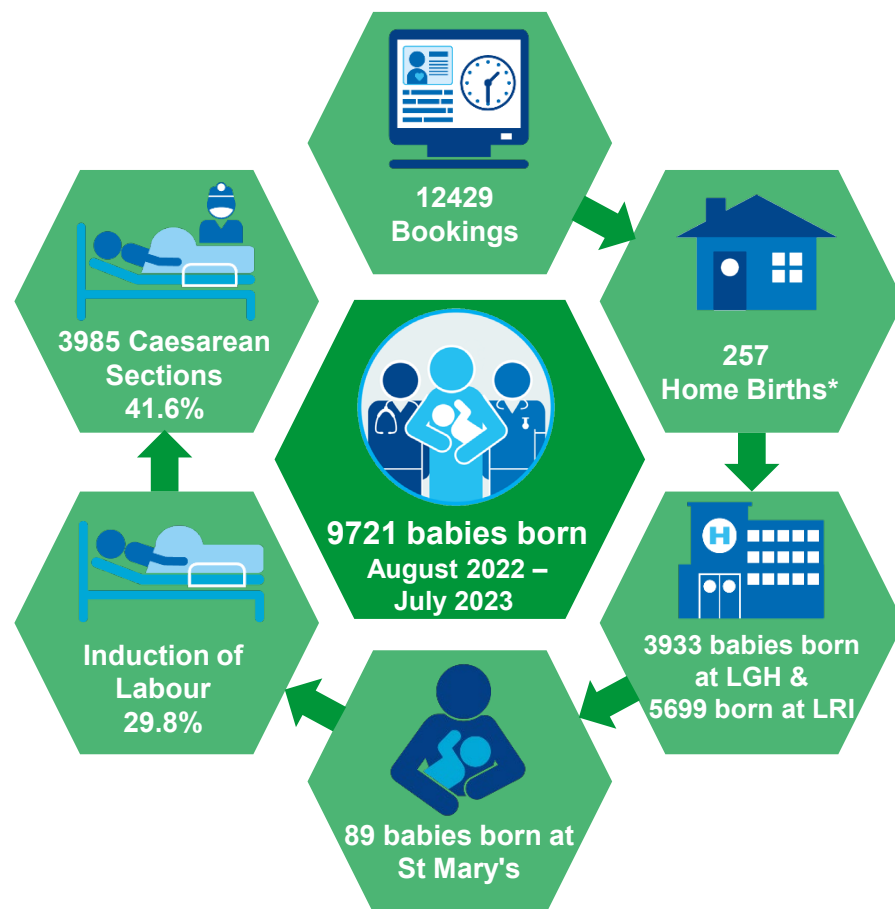 12429
Bookings
257
Home Births*
3933 babies born
at LGH &
5699 born at LRI
89 babies born at
St Mary's
Induction of
Labour
29.8%
3985 Caesarean
Sections
41.6%
9721 babies born
August 2022 –
July 2023
H